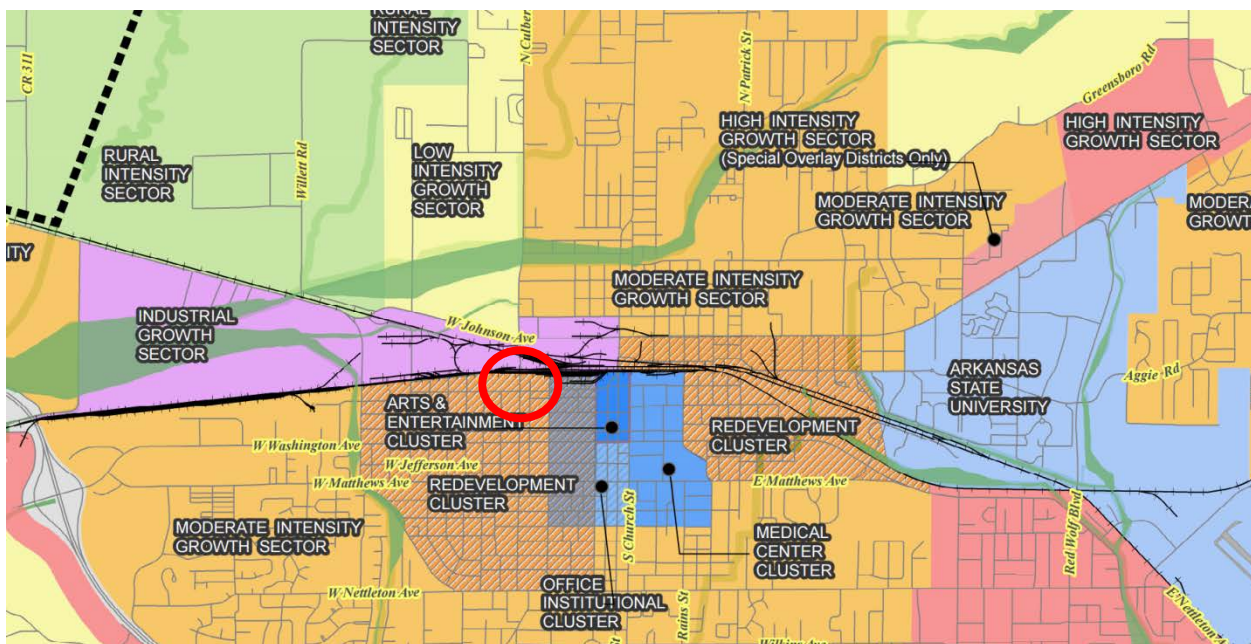 RURAL
INTENSITY
SECTOR
CR 311
N Culber
N Patrick St
Greensboro Rd
HIGH INTENSITY
GROWTH SECTOR
(Special Overlay Districts Only)
HIGH INTENSITY
GROWTH SECTOR
RURAL
INTENSITY
SECTOR
Willett Rd
LOW
INTENSITY
GROWTH
SECTOR
MODERATE INTENSITY
GROWTH SECTOR
MODERA
GROWT
ITY
MODERATE INTENSITY
GROWTH SECTOR
INDUSTRIAL
GROWTH
SECTOR
W Johnson Ave
ARKANSAS
STATE
UNIVERSITY
Aggie Rd
ARTS &
ENTERTAINMENT
CLUSTER
REDEVELOPMENT
CLUSTER
W Washington Ave
W Jefferson Ave
W Matthews Ave
REDEVELOPMENT
CLUSTER
E Matthews Ave
S Church St
Red Wolf Blvd
MODERATE INTENSITY
GROWTH SECTOR
MEDICAL
CENTER
CLUSTER
OFFICE
INSTITUTIONAL
CLUSTER
W Nettleton Ave
Rains St
St
E Nettleton A
Wilkins Ave